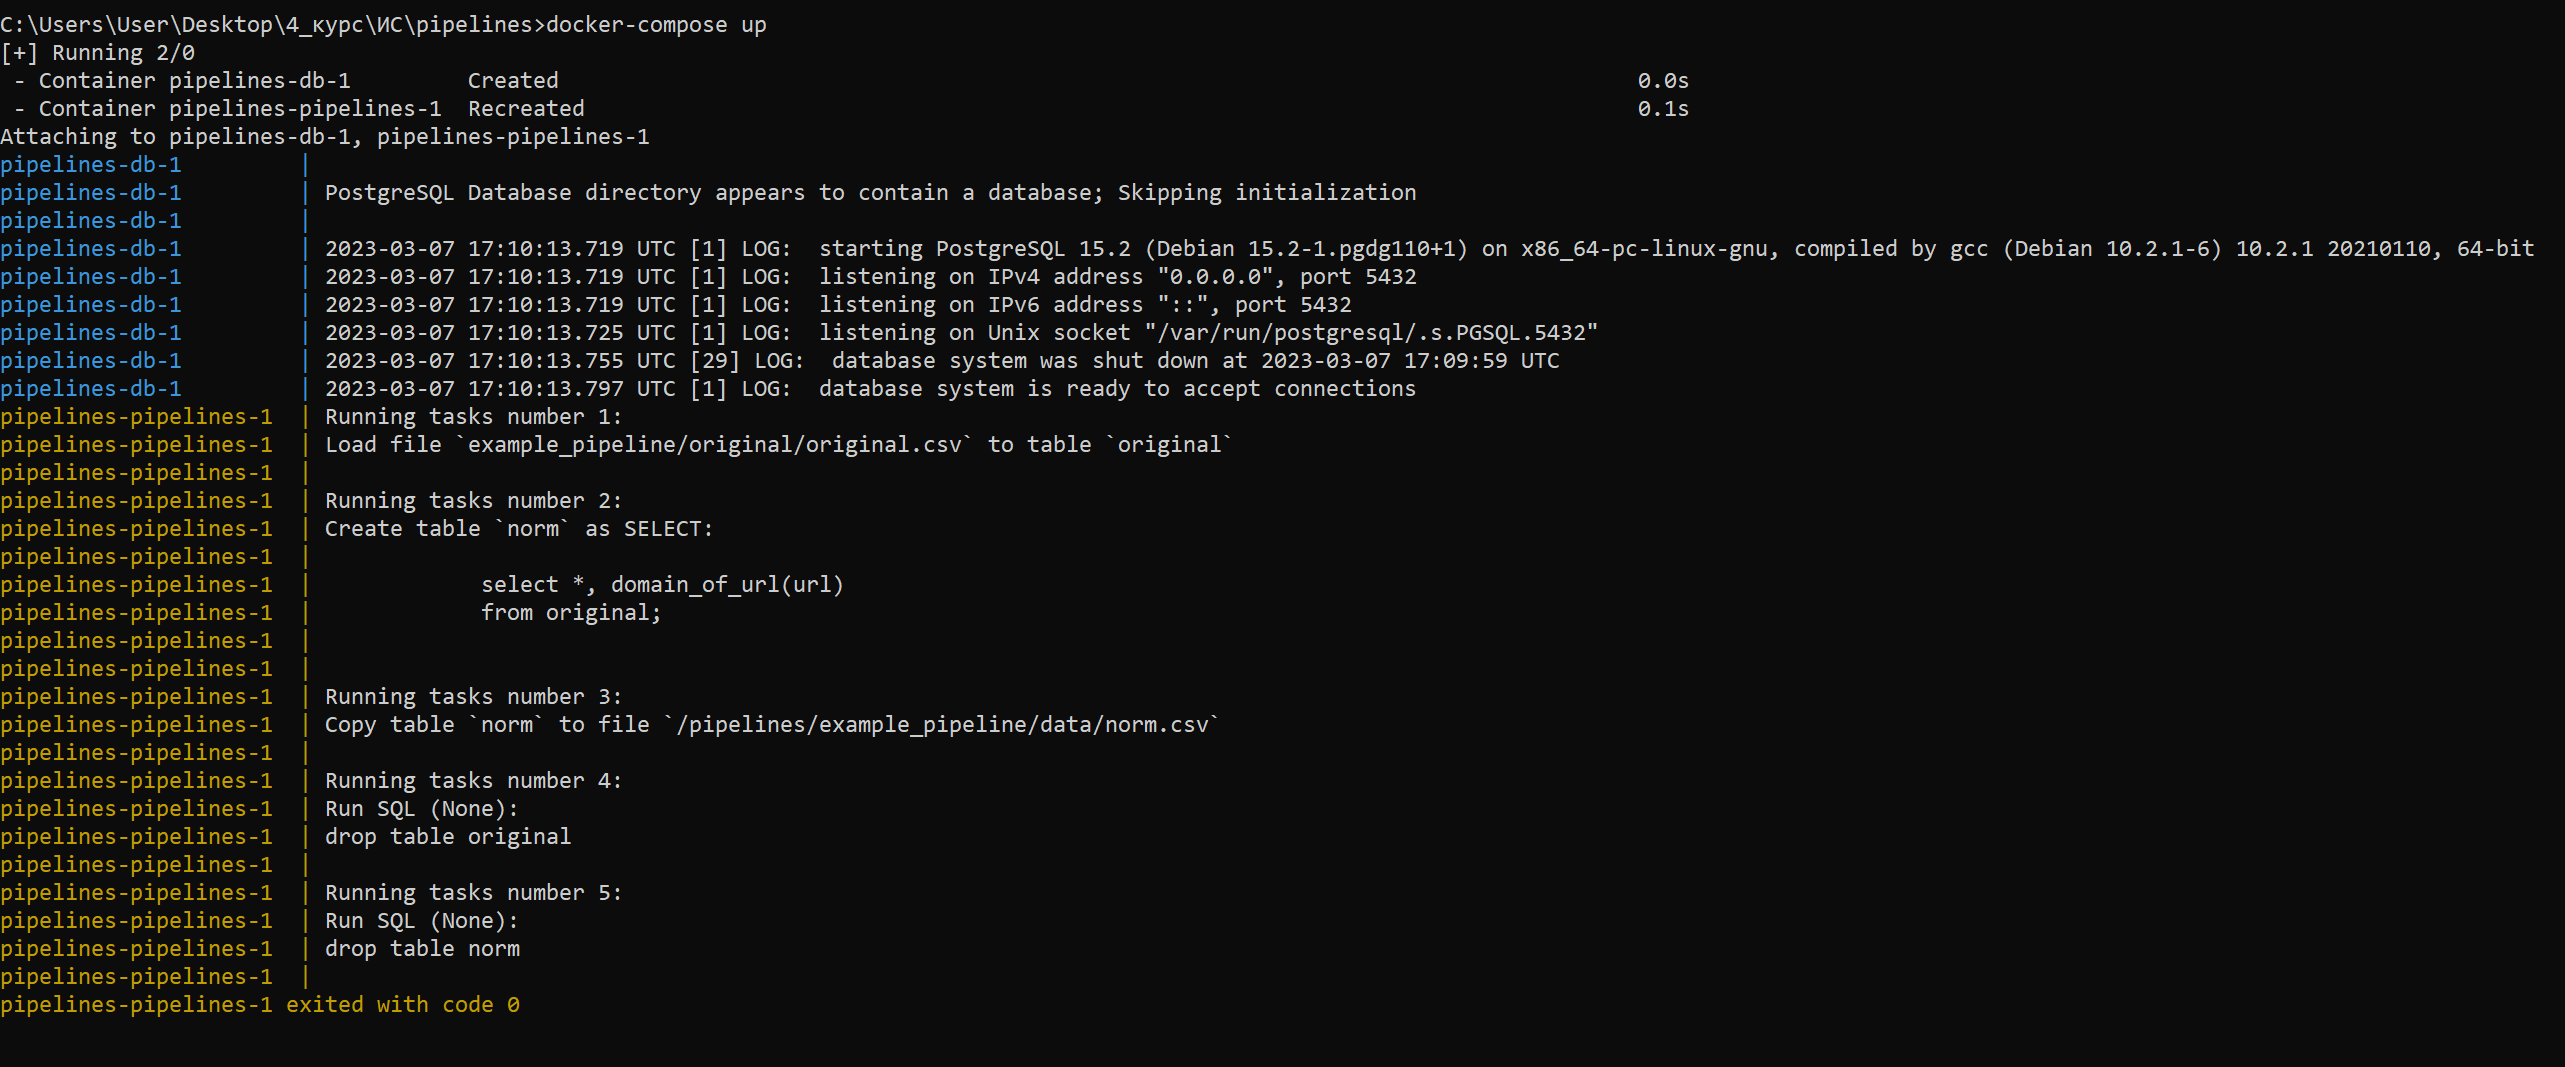 C:\Users\User\Desktop\4_курс\ИС\pipelines>docker-compose up
[+] Running 2/0
 - Container pipelines-db-1         Created                                                                                   0.0s
 - Container pipelines-pipelines-1  Recreated                                                                                 0.1s
Attaching to pipelines-db-1, pipelines-pipelines-1
pipelines-db-1         |
pipelines-db-1         | PostgreSQL Database directory appears to contain a database; Skipping initialization
pipelines-db-1         |
pipelines-db-1         | 2023-03-07 17:10:13.719 UTC [1] LOG:  starting PostgreSQL 15.2 (Debian 15.2-1.pgdg110+1) on x86_64-pc-linux-gnu, compiled by gcc (Debian 10.2.1-6) 10.2.1 20210110, 64-bit
pipelines-db-1         | 2023-03-07 17:10:13.719 UTC [1] LOG:  listening on IPv4 address "0.0.0.0", port 5432
pipelines-db-1         | 2023-03-07 17:10:13.719 UTC [1] LOG:  listening on IPv6 address "::", port 5432
pipelines-db-1         | 2023-03-07 17:10:13.725 UTC [1] LOG:  listening on Unix socket "/var/run/postgresql/.s.PGSQL.5432"
pipelines-db-1         | 2023-03-07 17:10:13.755 UTC [29] LOG:  database system was shut down at 2023-03-07 17:09:59 UTC
pipelines-db-1         | 2023-03-07 17:10:13.797 UTC [1] LOG:  database system is ready to accept connections
pipelines-pipelines-1  | Running tasks number 1:
pipelines-pipelines-1  | Load file `example_pipeline/original/original.csv` to table `original`
pipelines-pipelines-1  |
pipelines-pipelines-1  | Running tasks number 2:
pipelines-pipelines-1  | Create table `norm` as SELECT:
pipelines-pipelines-1  |
pipelines-pipelines-1  |             select *, domain_of_url(url)
pipelines-pipelines-1  |             from original;
pipelines-pipelines-1  |
pipelines-pipelines-1  |
pipelines-pipelines-1  | Running tasks number 3:
pipelines-pipelines-1  | Copy table `norm` to file `/pipelines/example_pipeline/data/norm.csv`
pipelines-pipelines-1  |
pipelines-pipelines-1  | Running tasks number 4:
pipelines-pipelines-1  | Run SQL (None):
pipelines-pipelines-1  | drop table original
pipelines-pipelines-1  |
pipelines-pipelines-1  | Running tasks number 5:
pipelines-pipelines-1  | Run SQL (None):
pipelines-pipelines-1  | drop table norm
pipelines-pipelines-1  |
pipelines-pipelines-1 exited with code 0